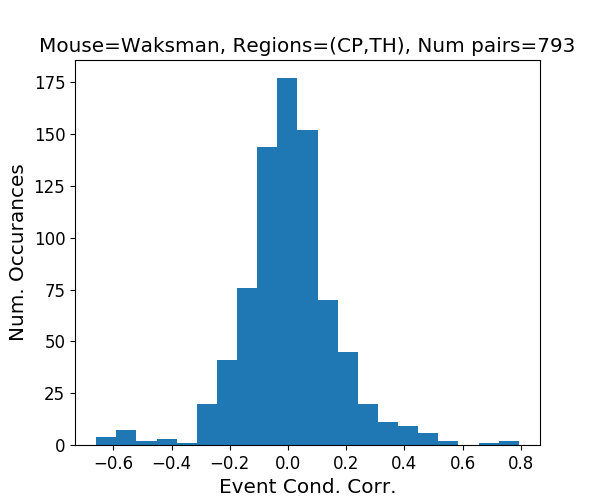 Mouse=Waksman, Regions=(CP,TH), Num pairs=793
Num. Occurances
175
150
125
100
75
50
25
0
−0.6 −0.4 −0.2 0.0 0.2 0.4 0.6 0.8
Event Cond. Corr.